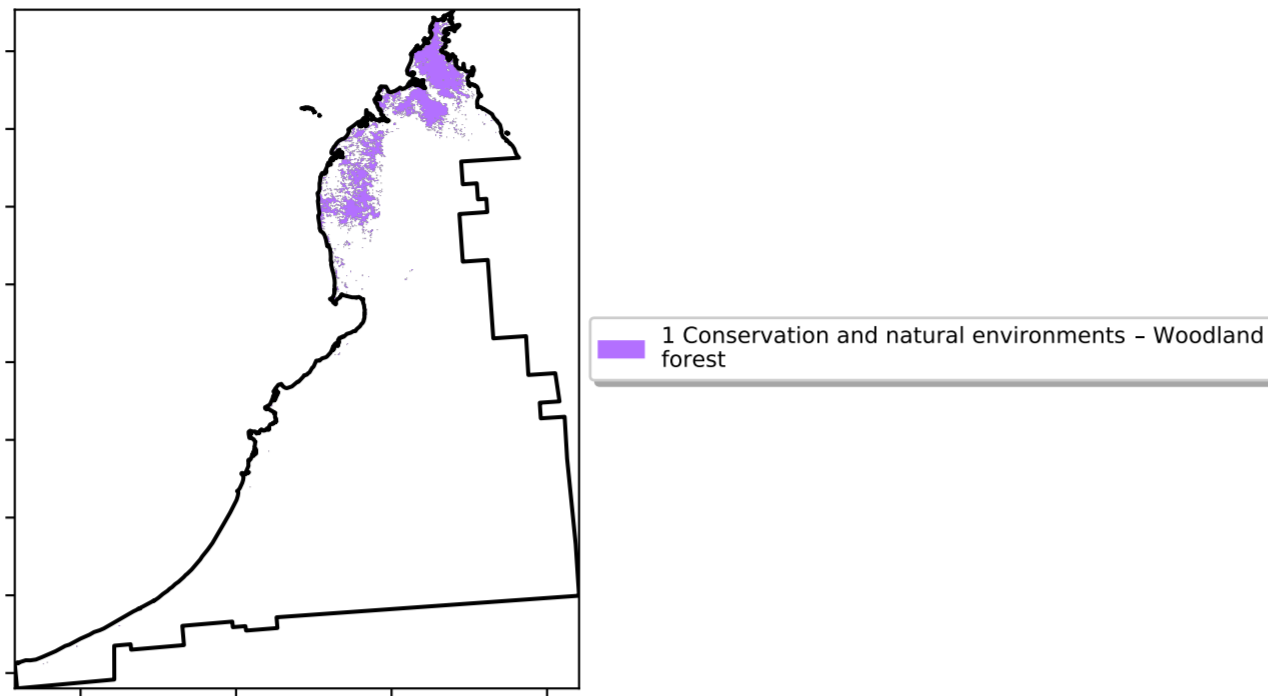 1 Conservation and natural environments – Woodland
forest